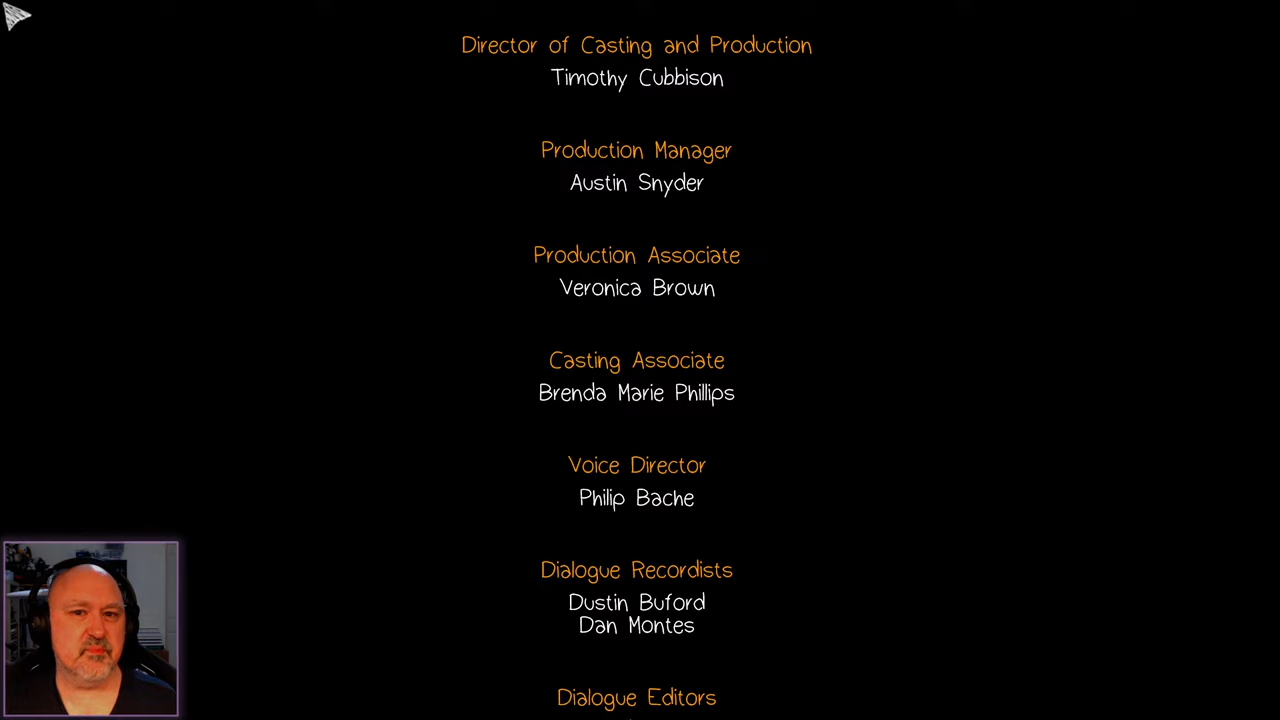 Director of Casting and Production
Timothy Cubbison
Production Manager
Austin Snyder
Production Associate
Veronica Brown
Casting Associate
Brenda Marie Phillips
Voice Director
Philip Bache
Dialogue Recordists
Dustin Buford
Dan Montes
Dialogue Editors